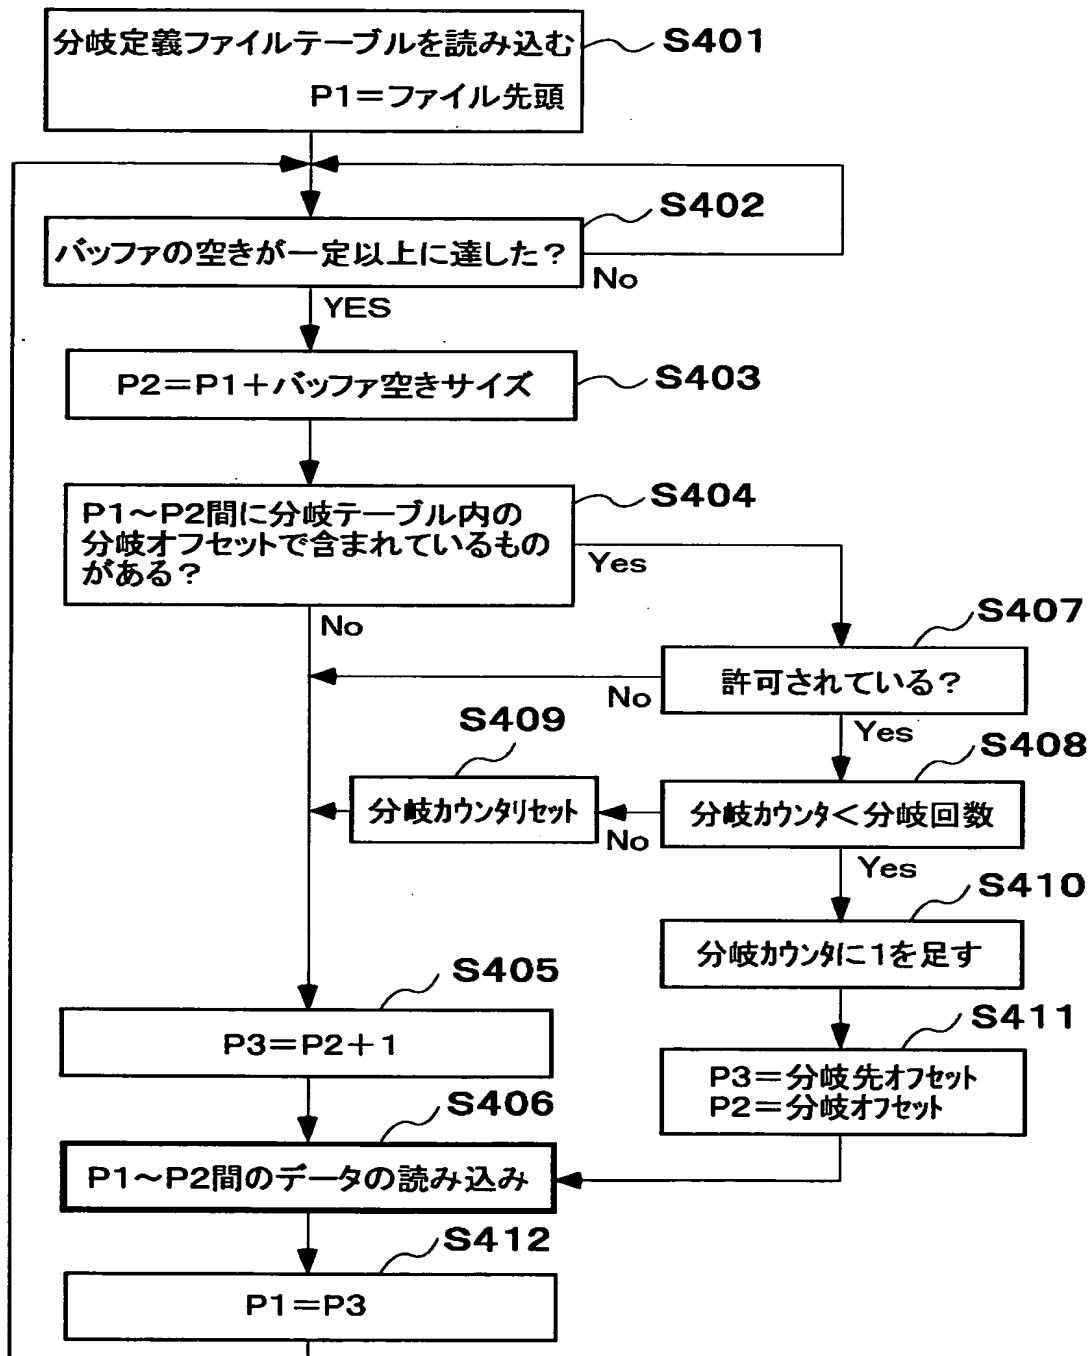 分岐定義ファイルテーブルを読み込む
P1＝ファイル先頭
S401
S402
バッファの空きが一定以上に達した？
No
YES
S403
P2＝P1＋バッファ空きサイズ
S404
P1～P2間に分岐テーブル内の
分岐オフセットで含まれているもの
がある？
Yes
No
S407
許可されている？
No
Yes
S409
S408
分岐カウンタリセット
分岐カウンタ＜分岐回数
No
Yes
S410
分岐カウンタに1を足す
S405
P3＝P2＋1
S411
P3＝分岐先オフセット
P2＝分岐オフセット
S406
P1～P2間のデータの読み込み
S412
P1＝P3